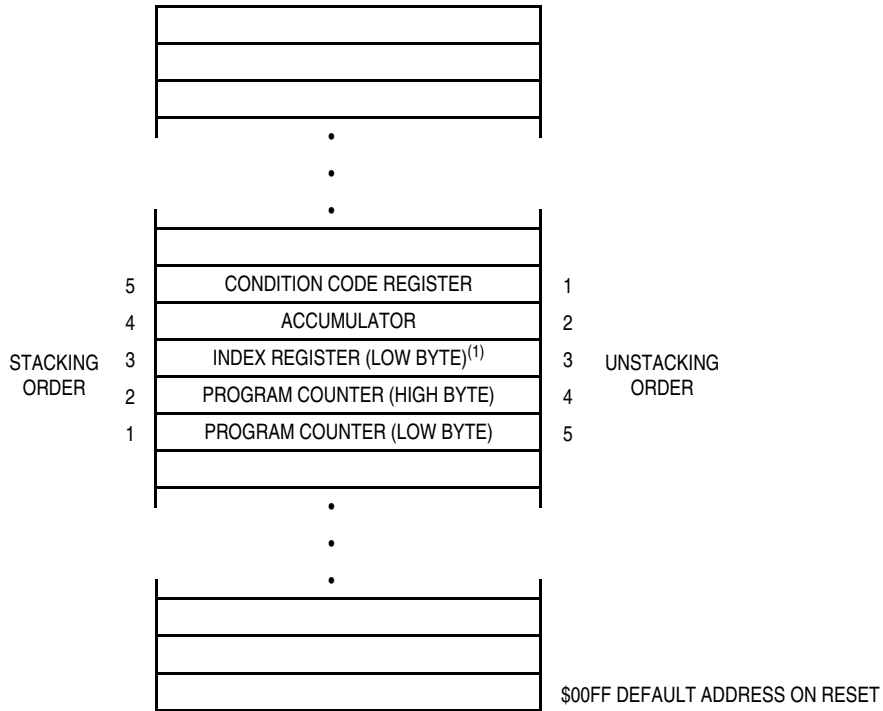 5 CONDITION CODE REGISTER 1
4 ACCUMULATOR 2
STACKING ORDER 3 INDEX REGISTER (LOW BYTE)(1) 3 UNSTACKING ORDER
2 PROGRAM COUNTER (HIGH BYTE) 4
1 PROGRAM COUNTER (LOW BYTE) 5
$00FF DEFAULT ADDRESS ON RESET